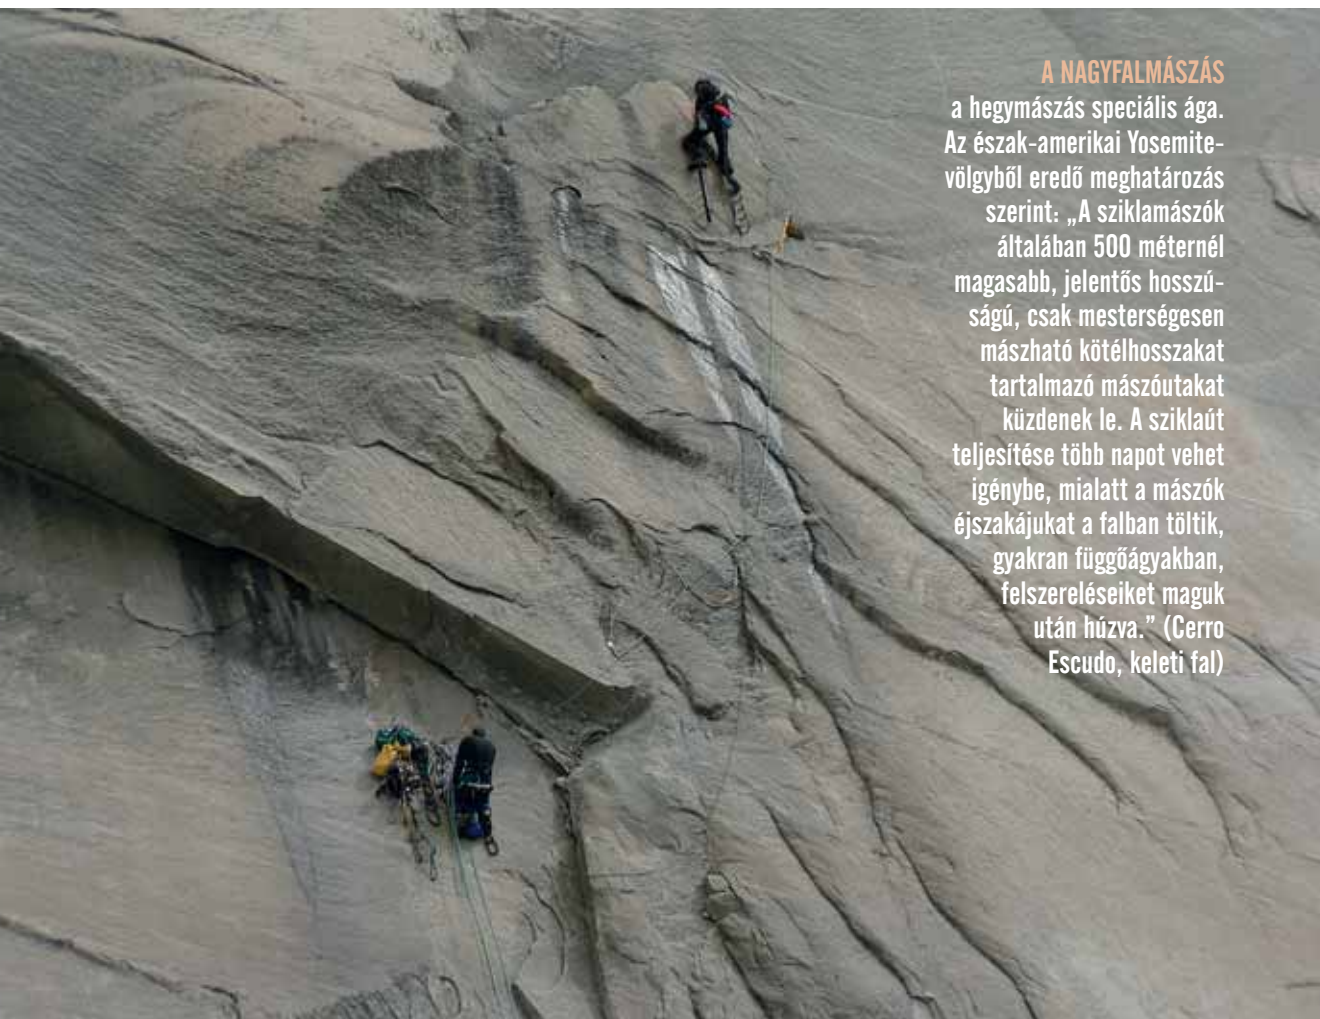 A NAGYFALMÁSZÁS
a hegymászás speciális ága.
Az észak-amerikai Yosemite-
völgyből eredő meghatározás
szerint: „A sziklamászók
általában 500 méternél
magasabb, jelentős hosszú-
ságú, csak mesterségesen
mászható kötélhosszakat
tartalmazó mászóutakat
küzdenek le. A sziklaút
teljesítése több napot vehet
igénybe, mialatt a mászók
éjszakájukat a falban töltik,
gyakran függőágyakban,
felszereléseiket maguk
után húzva.” (Cerro
Escudo, keleti fal)